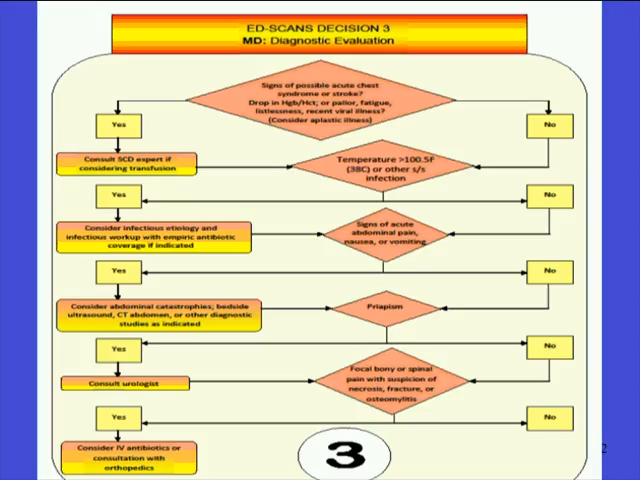 ED-SCANS DECISION 3
MD: Diagnostic Evaluation
Signs of possible acute chest
syndrome or stroke?
Drop in Hgb/Hct; or pallor, fatigue,
listlessness, recent viral illness?
(Consider aplastic illness)
Yes
No
Consult SCD expert if
considering transfusion
Temperature >100.5F
(38C) or other s/s
infection
Yes
No
Consider infectious etiology and
infectious workup with empiric antibiotic
coverage if indicated
Signs of acute
abdominal pain,
nausea, or vomiting
Yes
No
Consider abdominal catastrophies; bedside
ultrasound, CT abdomen, or other diagnostic
studies as indicated
Priapism
Yes
No
Consult urologist
Focal bony or spinal
pain with suspicion of
necrosis, fracture, or
osteomylitis
Yes
No
Consider IV antibiotics or
consultation with
orthopedics
3
2